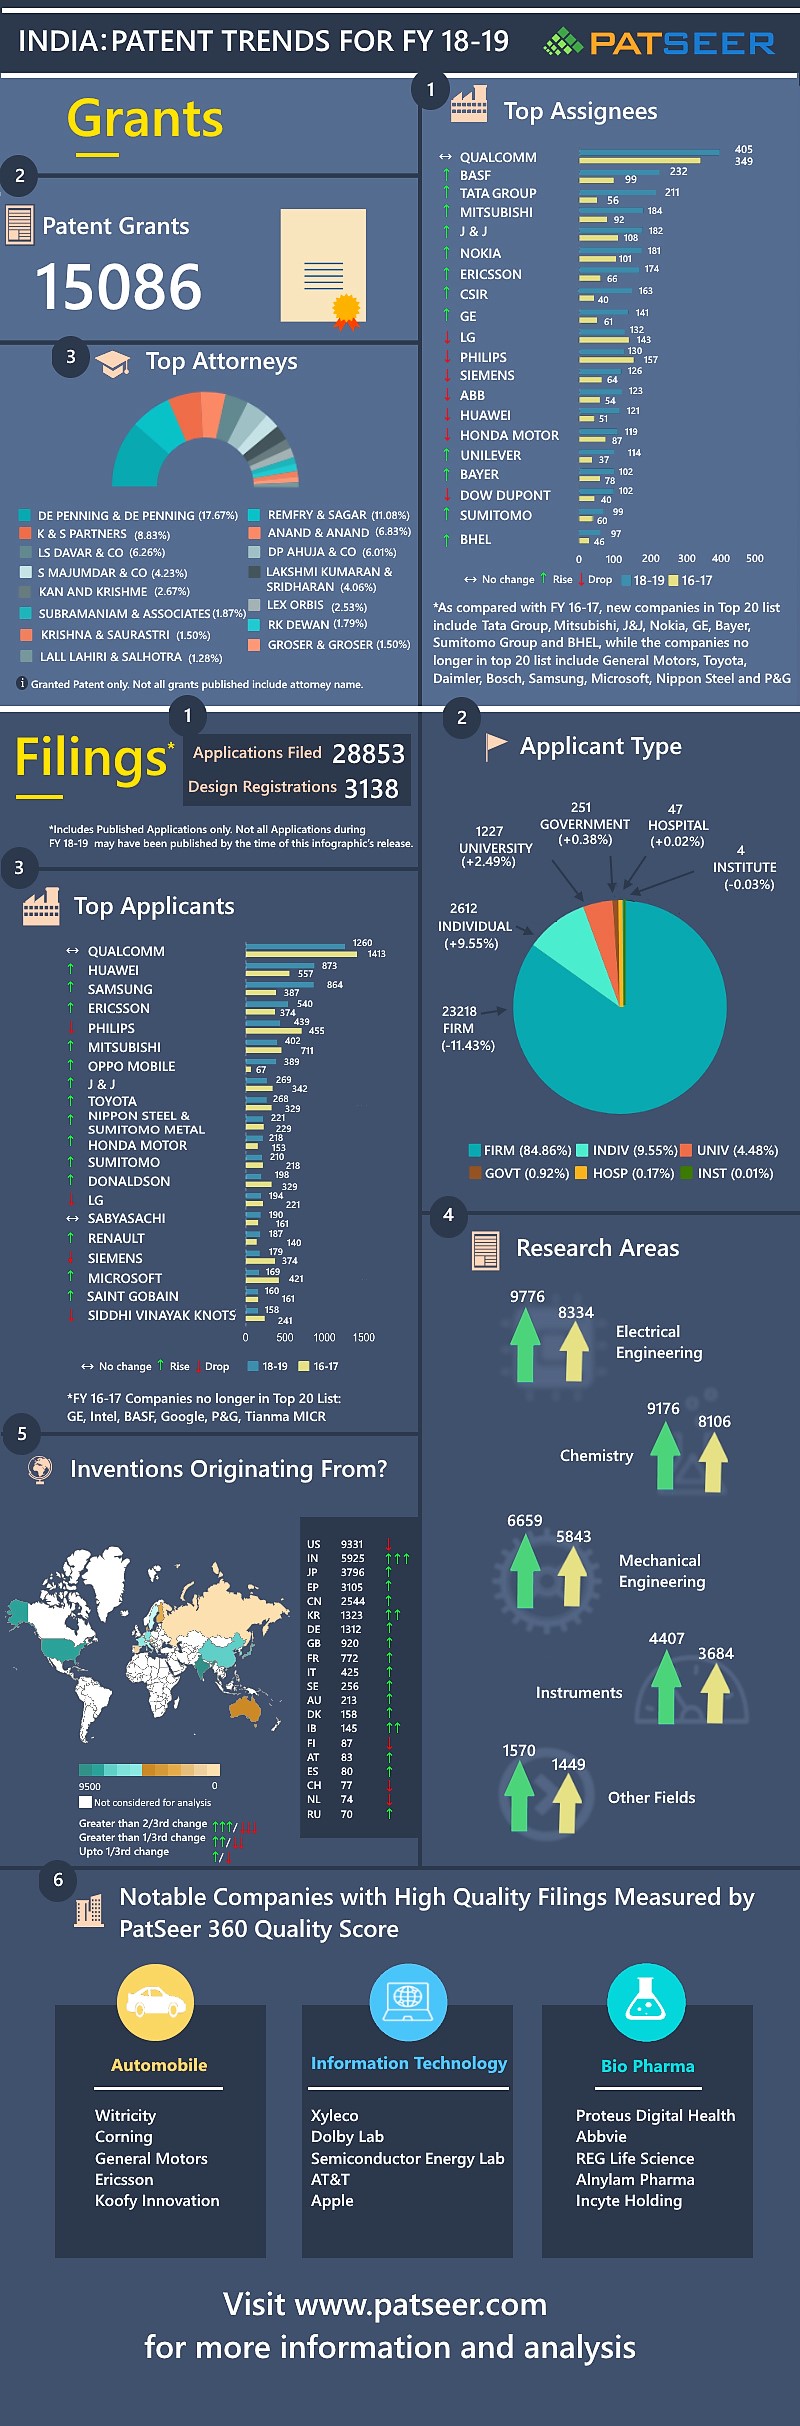 INDIA: PATENT TRENDS FOR FY 18-19
PATSEER
Grants
2
Patent Grants
15086
3
Top Attorneys
DE PENNING & DE PENNING (17.67%)
REMFRY & SAGAR (11.08%)
K & S PARTNERS (8.83%)
ANAND & ANAND (6.83%)
LS DAVAR & CO (6.26%)
DP AHUJA & CO (6.01%)
S MAJUMDAR & CO (4.23%)
LAKSHMI KUMARAN &
SRIDHARAN (4.06%)
KAN AND KRISHME (2.67%)
LEX ORBIS (2.53%)
SUBRAMANIAM & ASSOCIATES (1.87%)
RK DEWAN (1.79%)
KRISHNA & SAURASTRI (1.50%)
GROSER & GROSER (1.50%)
LALL LAHIRI & SALHOTRA (1.28%)
i Granted Patent only. Not all grants published include attorney name.
1
Top Assignees
↔ QUALCOMM 405 349
↑ BASF 232 99
↑ TATA GROUP 211 56
↑ MITSUBISHI 184 92
↑ J & J 182 108
↑ NOKIA 181 101
↑ ERICSSON 174 66
↑ CSIR 163 40
↑ GE 141 61
↓ LG 132 143
↓ PHILIPS 130 157
↓ SIEMENS 126 64
↓ ABB 123 54
↓ HUAWEI 121 51
↓ HONDA MOTOR 119 87
↑ UNILEVER 114 37
↑ BAYER 102 78
↓ DOW DUPONT 102 40
↑ SUMITOMO 99 60
↑ BHEL 97 46
0 100 200 300 400 500
↔ No change ↑ Rise ↓ Drop 18-19 16-17
*As compared with FY 16-17, new companies in Top 20 list
include Tata Group, Mitsubishi, J&J, Nokia, GE, Bayer,
Sumitomo Group and BHEL, while the companies no
longer in top 20 list include General Motors, Toyota,
Daimler, Bosch, Samsung, Microsoft, Nippon Steel and P&G
Filings*
1
Applications Filed 28853
Design Registrations 3138
*Includes Published Applications only. Not all Applications during
FY 18-19 may have been published by the time of this infographic's release.
2
Applicant Type
47
HOSPITAL
(+0.02%)
251
GOVERNMENT
(+0.38%)
1227
UNIVERSITY
(+2.49%)
4
INSTITUTE
(-0.03%)
2612
INDIVIDUAL
(+9.55%)
23218
FIRM
(-11.43%)
FIRM (84.86%) INDIV (9.55%) UNIV (4.48%)
GOVT (0.92%) HOSP (0.17%) INST (0.01%)
3
Top Applicants
↔ QUALCOMM 1260 1413
↑ HUAWEI 873 557
↑ SAMSUNG 864 387
↑ ERICSSON 540 374
↓ PHILIPS 439 455
↑ MITSUBISHI 402 711
↑ OPPO MOBILE 389 67
↑ J & J 269 342
↑ TOYOTA 268 329
↑ NIPPON STEEL &
SUMITOMO METAL 221 229
↑ HONDA MOTOR 218 153
↑ SUMITOMO 210 218
↑ DONALDSON 198 329
↓ LG 194 221
↔ SABYASACHI 190 161
↑ RENAULT 187 140
↓ SIEMENS 179 374
↑ MICROSOFT 169 421
↑ SAINT GOBAIN 160 161
↓ SIDDHI VINAYAK KNOTS 158 241
0 500 1000 1500
↔ No change ↑ Rise ↓ Drop 18-19 16-17
*FY 16-17 Companies no longer in Top 20 List:
GE, Intel, BASF, Google, P&G, Tianma MICR
4
Research Areas
9776 8334
Electrical
Engineering
9176 8106
Chemistry
6659 5843
Mechanical
Engineering
4407 3684
Instruments
1570 1449
Other Fields
5
Inventions Originating From?
US 9331 ↓
IN 5925 ↑↑↑
JP 3796 ↑
EP 3105 ↑
CN 2544 ↑
KR 1323 ↑↑
DE 1312 ↑
GB 920 ↑
FR 772 ↑
IT 425 ↑
SE 256 ↑
AU 213 ↑
DK 158 ↑
IB 145 ↑↑
FI 87 ↓
AT 83 ↑
ES 80 ↑
CH 77 ↓
NL 74 ↓
RU 70 ↑
9500 0
Not considered for analysis
Greater than 2/3rd change ↑↑↑/↓↓↓
Greater than 1/3rd change ↑↑/↓↓
Upto 1/3rd change ↑/↓
6
Notable Companies with High Quality Filings Measured by
PatSeer 360 Quality Score
Automobile
Witricity
Corning
General Motors
Ericsson
Koofy Innovation
Information Technology
Xyleco
Dolby Lab
Semiconductor Energy Lab
AT&T
Apple
Bio Pharma
Proteus Digital Health
Abbvie
REG Life Science
Alnylam Pharma
Incyte Holding
Visit www.patseer.com
for more information and analysis